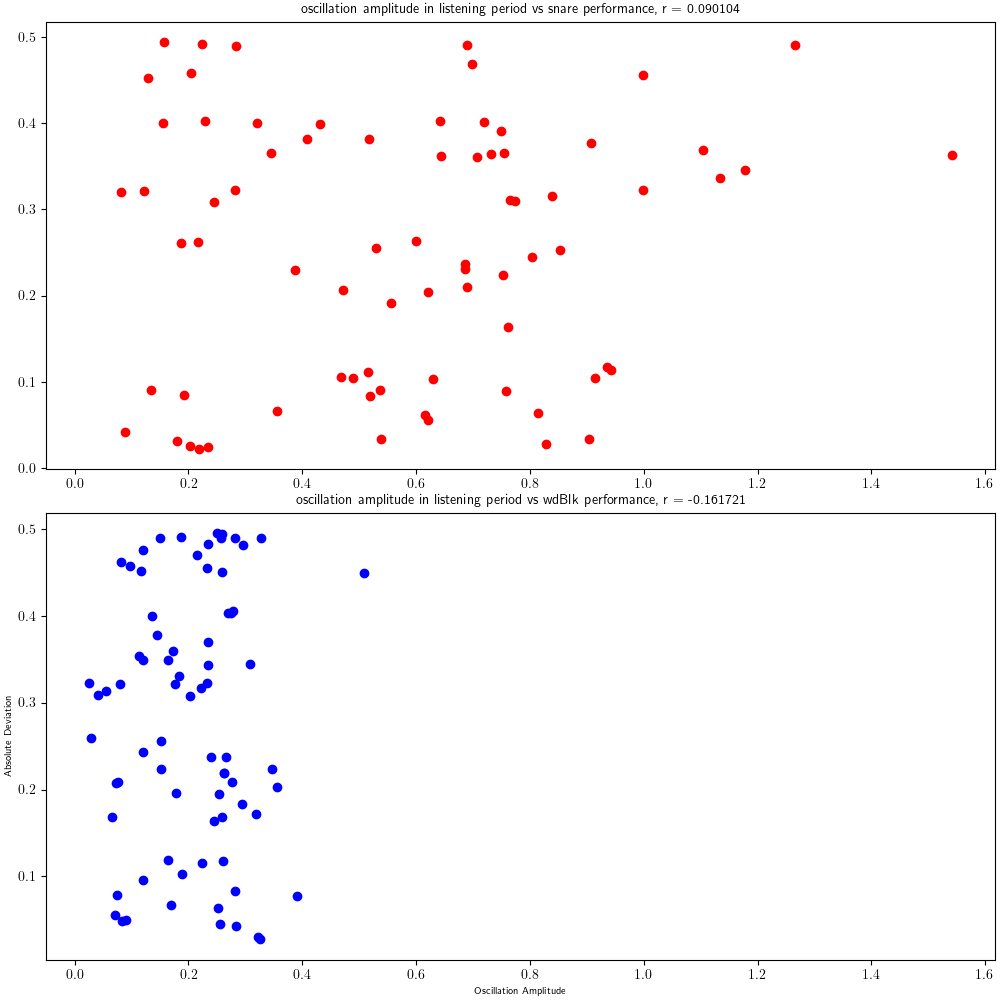 oscillation amplitude in listening period vs snare performance, r = 0.090104
0.5
0.4
0.3
0.2
0.1
0.0
0.0 0.2 0.4 0.6 0.8 1.0 1.2 1.4 1.6
oscillation amplitude in listening period vs wdBlk performance, r = -0.161721
0.5
0.4
0.3
0.2
0.1
Absolute Deviation
0.0 0.2 0.4 0.6 0.8 1.0 1.2 1.4 1.6
Oscillation Amplitude